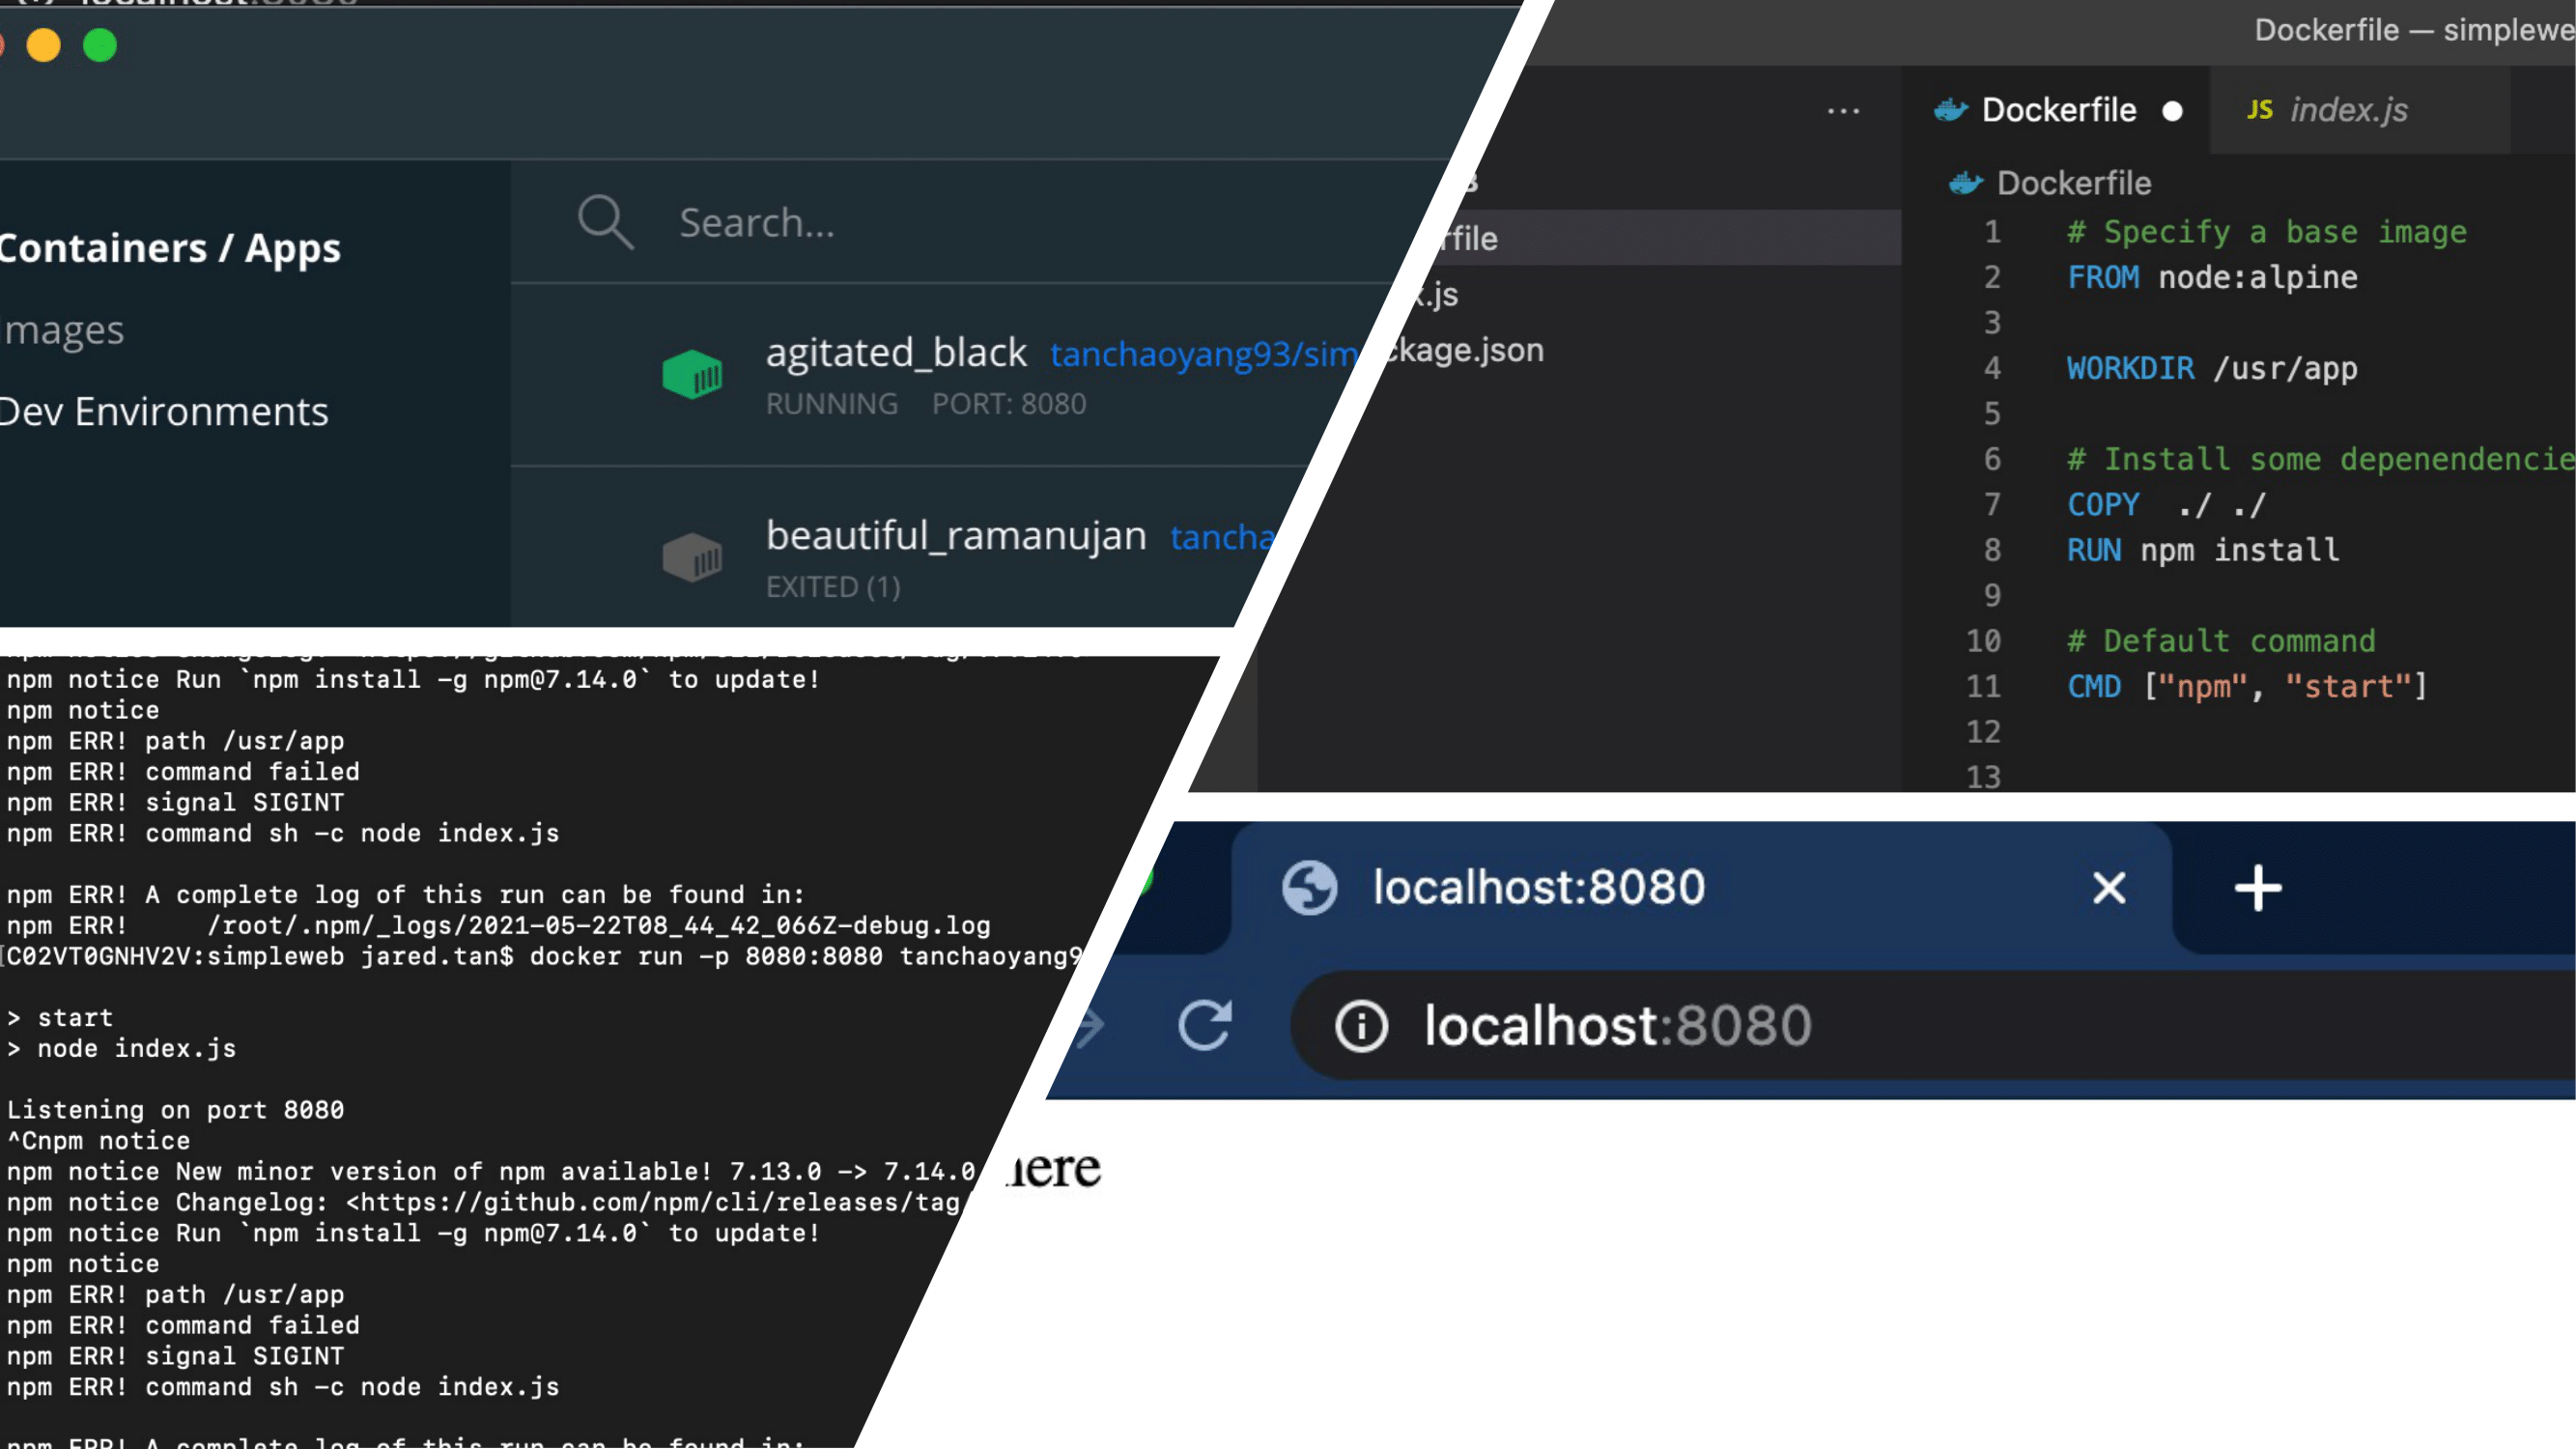 localhost:8080
Containers / Apps
Images
Dev Environments
Search...
agitated_black tanchaoyang93/sim
RUNNING PORT: 8080
beautiful_ramanujan tancha
EXITED (1)
Dockerfile — simplewe
... Dockerfile JS index.js
Dockerfile
rfile
.js
ckage.json
1 # Specify a base image
2 FROM node:alpine
3
4 WORKDIR /usr/app
5
6 # Install some depenendencie
7 COPY ./ ./
8 RUN npm install
9
10 # Default command
11 CMD ["npm", "start"]
12
13
npm notice Run `npm install -g npm@7.14.0` to update!
npm notice
npm ERR! path /usr/app
npm ERR! command failed
npm ERR! signal SIGINT
npm ERR! command sh -c node index.js
npm ERR! A complete log of this run can be found in:
npm ERR! /root/.npm/_logs/2021-05-22T08_44_42_066Z-debug.log
[C02VT0GNHV2V:simpleweb jared.tan$ docker run -p 8080:8080 tanchaoyang9
> start
> node index.js
Listening on port 8080
^Cnpm notice
npm notice New minor version of npm available! 7.13.0 -> 7.14.0
npm notice Changelog: <https://github.com/npm/cli/releases/tag/
npm notice Run `npm install -g npm@7.14.0` to update!
npm notice
npm ERR! path /usr/app
npm ERR! command failed
npm ERR! signal SIGINT
npm ERR! command sh -c node index.js
npm ERR! A complete log of this run can be found in:
localhost:8080
localhost:8080
here